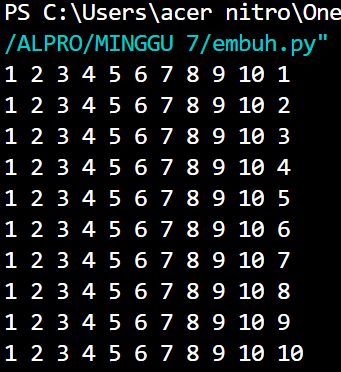 PS C:\Users\acer nitro\One
/ALPRO/MINGGU 7/embuh.py"
1 2 3 4 5 6 7 8 9 10 1
1 2 3 4 5 6 7 8 9 10 2
1 2 3 4 5 6 7 8 9 10 3
1 2 3 4 5 6 7 8 9 10 4
1 2 3 4 5 6 7 8 9 10 5
1 2 3 4 5 6 7 8 9 10 6
1 2 3 4 5 6 7 8 9 10 7
1 2 3 4 5 6 7 8 9 10 8
1 2 3 4 5 6 7 8 9 10 9
1 2 3 4 5 6 7 8 9 10 10